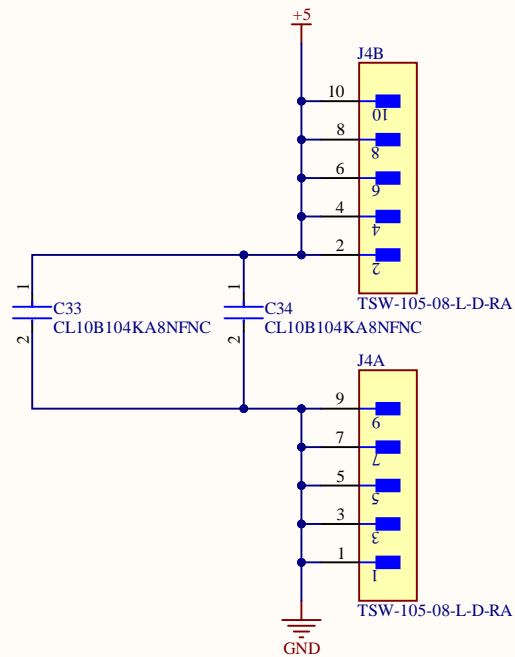 +5
J4B
10
10
8
8
6
6
4
4
2
2
TSW-105-08-L-D-RA
1
C33
CL10B104KA8NFNC
2
1
C34
CL10B104KA8NFNC
2
J4A
9
9
7
7
5
5
3
3
1
1
TSW-105-08-L-D-RA
GND